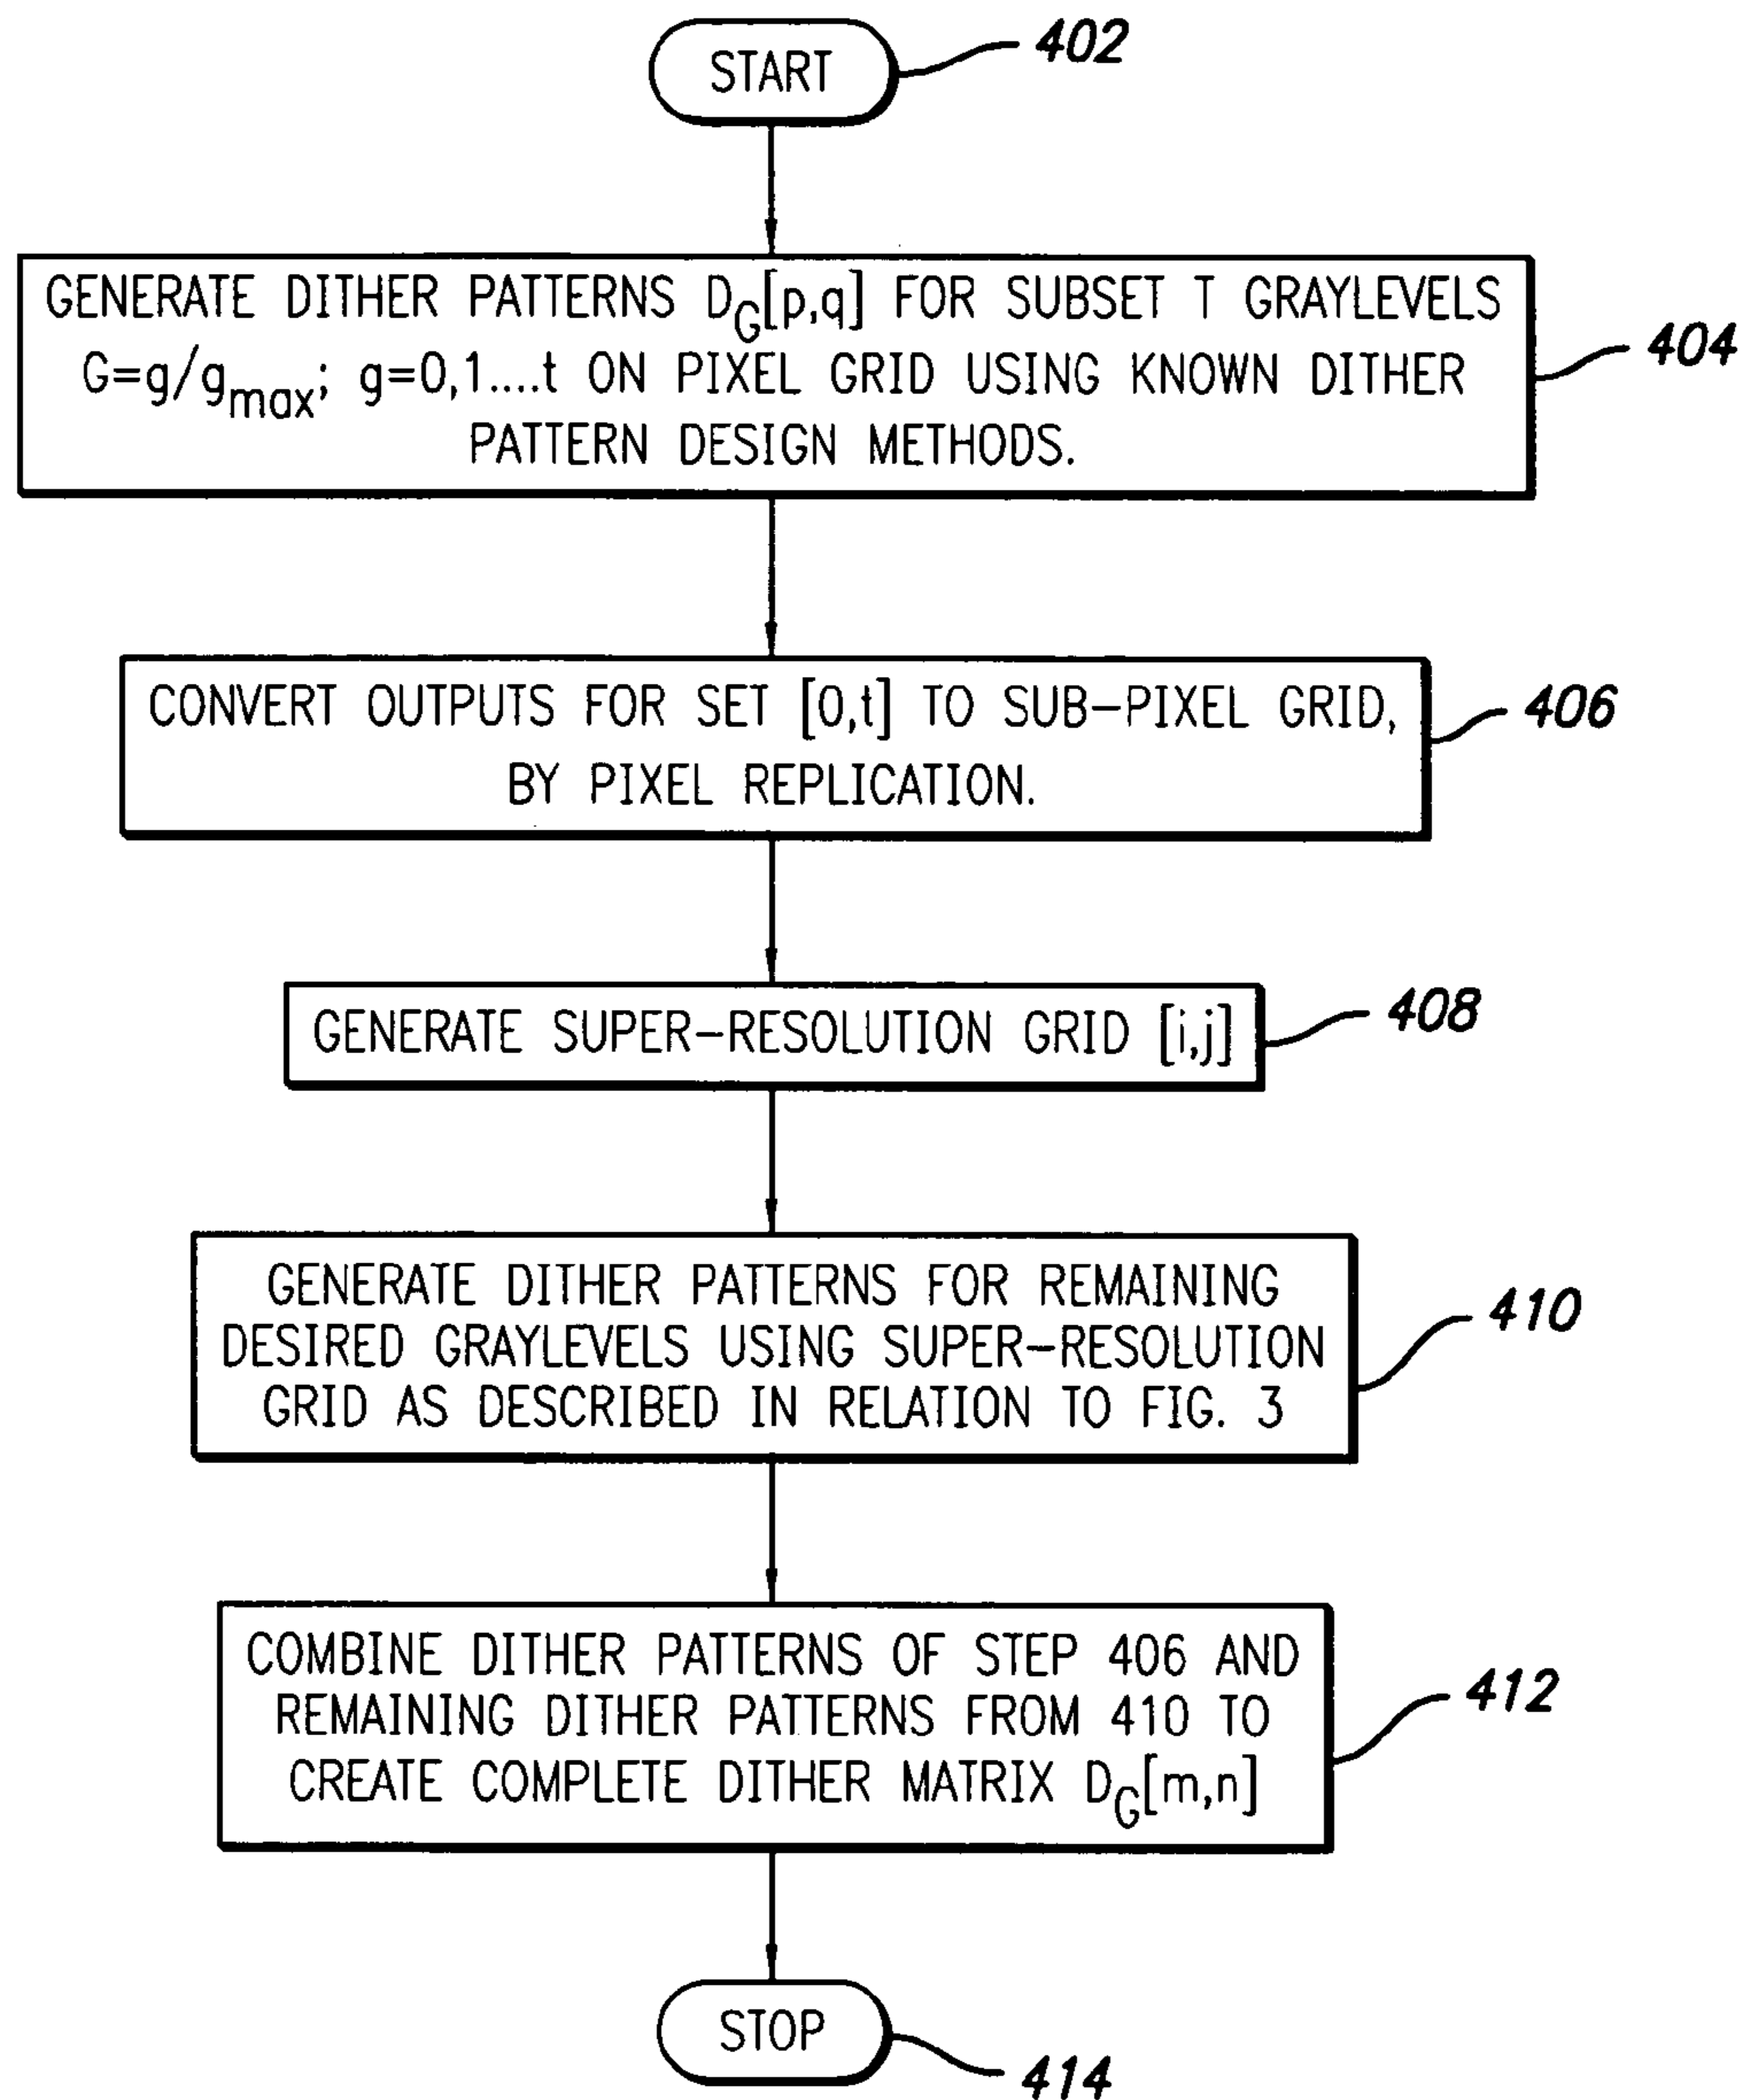 START
402
GENERATE DITHER PATTERNS D_G[p,q] FOR SUBSET T GRAYLEVELS
G=g/g_max; g=0,1....t ON PIXEL GRID USING KNOWN DITHER
PATTERN DESIGN METHODS.
404
CONVERT OUTPUTS FOR SET [0,t] TO SUB-PIXEL GRID,
BY PIXEL REPLICATION.
406
GENERATE SUPER-RESOLUTION GRID [i,j]
408
GENERATE DITHER PATTERNS FOR REMAINING
DESIRED GRAYLEVELS USING SUPER-RESOLUTION
GRID AS DESCRIBED IN RELATION TO FIG. 3
410
COMBINE DITHER PATTERNS OF STEP 406 AND
REMAINING DITHER PATTERNS FROM 410 TO
CREATE COMPLETE DITHER MATRIX D_G[m,n]
412
STOP
414